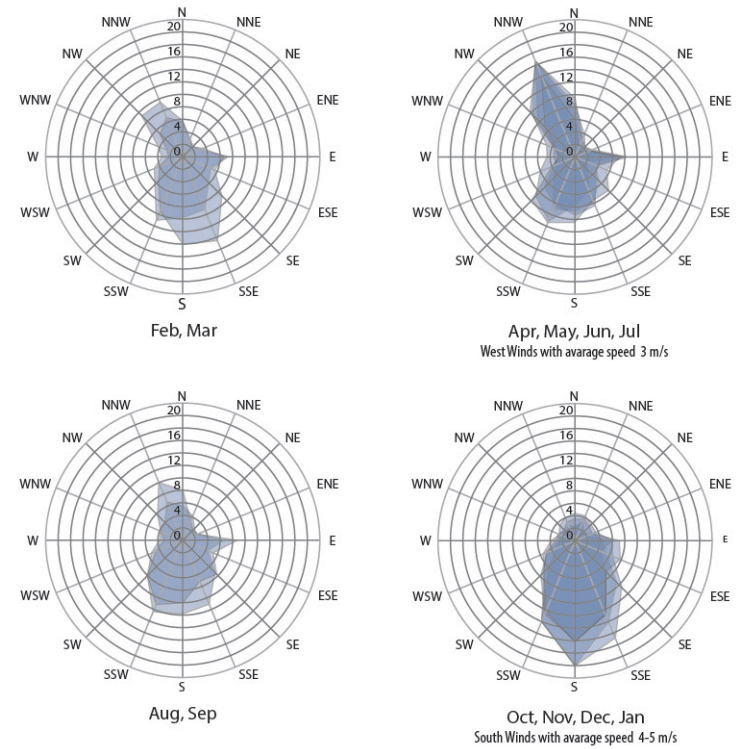 N
NNW
NNE
NW
NE
WNW
ENE
W
E
WSW
ESE
SW
SE
SSW
SSE
S
20
16
12
8
4
0
Feb, Mar
N
NNW
NNE
NW
NE
WNW
ENE
W
E
WSW
ESE
SW
SE
SSW
SSE
S
20
16
12
8
4
0
Apr, May, Jun, Jul
West Winds with avarage speed 3 m/s
N
NNW
NNE
NW
NE
WNW
ENE
W
E
WSW
ESE
SW
SE
SSW
SSE
S
20
16
12
8
4
0
Aug, Sep
N
NNW
NNE
NW
NE
WNW
ENE
W
E
WSW
ESE
SW
SE
SSW
SSE
S
20
16
12
8
4
0
Oct, Nov, Dec, Jan
South Winds with avarage speed 4-5 m/s